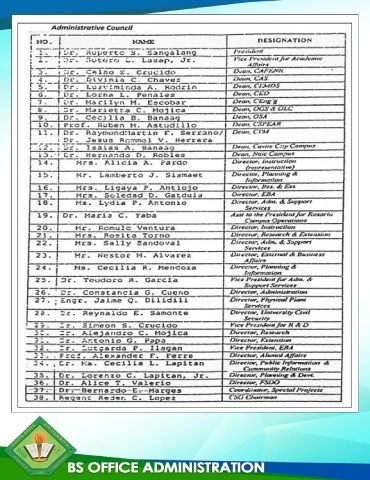 Administrative Council
NO. NAME DESIGNATION
1. Dr. Ruperto S. Sangalang President
2. Dr. Sotero L. Lasap, Jr. Vice President for Academic
Affairs
3. Dr. Celso S. Crucido Dean, CAFENR
4. Dr. Divinia C. Chavez Dean, CAS
5. Dr. Luzviminda A. Rodrin Dean, CEMDS
6. Dr. Lorna L. Penales Dean, CED
7. Dr. Marilyn M. Escobar Dean, CEng'g
8. Dr. Marietta C. Mojica Dean, OGS & OLC
9. Dr. Cecilia B. Banaag Dean, OSA
10. Prof. Ruben M. Astudillo Dean, CSPEAR
11. Dr. RaymundMartin F. Serrano/ Dean, CVM
Dr. Jesus Rommel V. Herrera
12. Dr. Isaias A. Banaag Dean, Cavite City Campus
13. Dr. Hernando D. Robles Dean, Naic Campus
14. Mrs. Alicia A. Pardo Director, Instruction
(representative)
15. Mr. Lamberto J. Sismaet Director, Planning &
Information
16. Mrs. Ligaya P. Antiojo Director, Res. & Ext.
17. Mrs. Soledad D. Gatdula Director, EBA
18. Ms. Lydia P. Antonio Director, Adm. & Support
Services
19. Dr. Maria C. Yaba Asst to the President for Rosario
Campus Operations
20. Mr. Romulo Ventura Director, Instruction
21. Mrs. Rosita Tormo Director, Research & Extension
22. Mrs. Sally Sandoval Director, Adm. & Support
Services
23. Mr. Nestor M. Alvarez Director, External & Business
Affairs
24. Ms. Cecilia R. Mendoza Director, Planning &
Information
25. Dr. Teodoro R. Garcia Vice President for Adm. &
Support Services
26. Dr. Constancia G. Cueno Director, Administration
27. Engr. Jaime Q. Dilidili Director, Physical Plant
Services
28. Dr. Reynaldo E. Samonte Director, University Civil
Security
29. Dr. Simeon S. Crucido Vice President for R & D
30. Dr. Alejandro C. Mojica Director, Research
31. Dr. Antonio G. Papa Director, Extension
32. Dr. Lutgarda P. Ilagan Vice President, EBA
33. Prof. Alexander F. Ferre Director, Alumni Affairs
34. Dr. Ma. Cecilia L. Lapitan Director, Public Information &
Community Relations
35. Dr. Lorenzo C. Lapitan, Jr. Director, Planning & Devt.
36. Dr. Alice T. Valerio Director, FSDO
37. Dr. Bernardo E. Marges Coordinator, Special Projects
38. Regent Reden C. Lopez CSG Chairman
BS OFFICE ADMINISTRATION